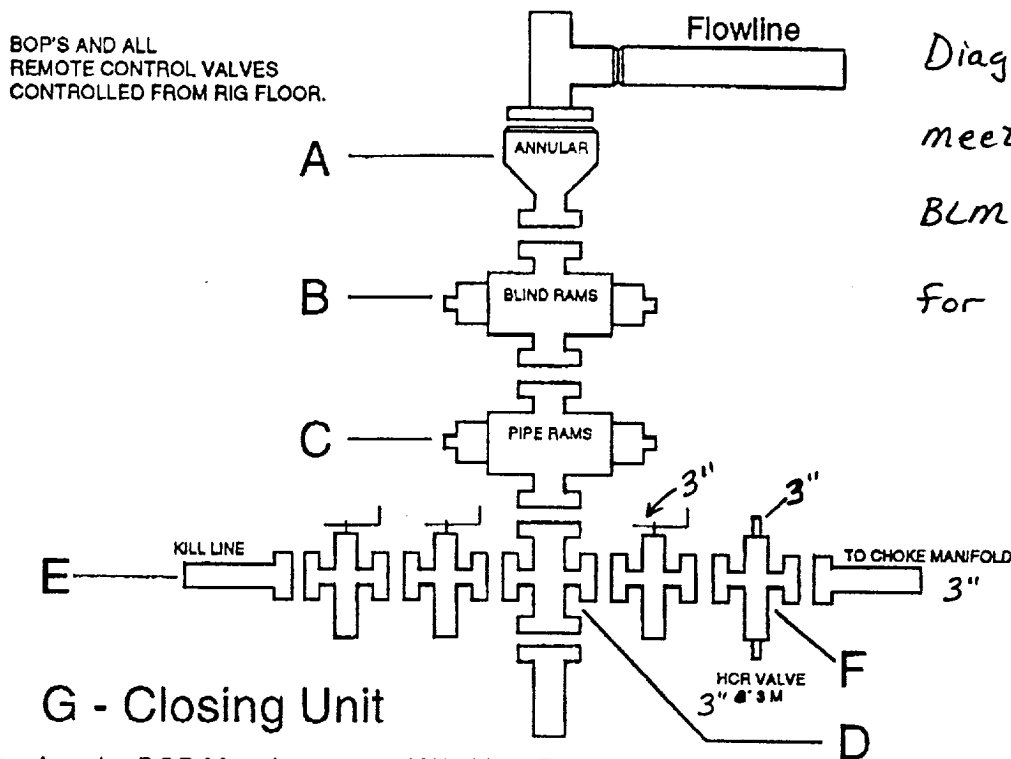 BOP'S AND ALL
REMOTE CONTROL VALVES
CONTROLLED FROM RIG FLOOR.
Flowline
Diag
meet
BLM
for
A
ANNULAR
B
BLIND RAMS
C
PIPE RAMS
3"
3"
E
KILL LINE
TO CHOKE MANIFOLD
3"
F
HCR VALVE
3"
3 M
G - Closing Unit
D